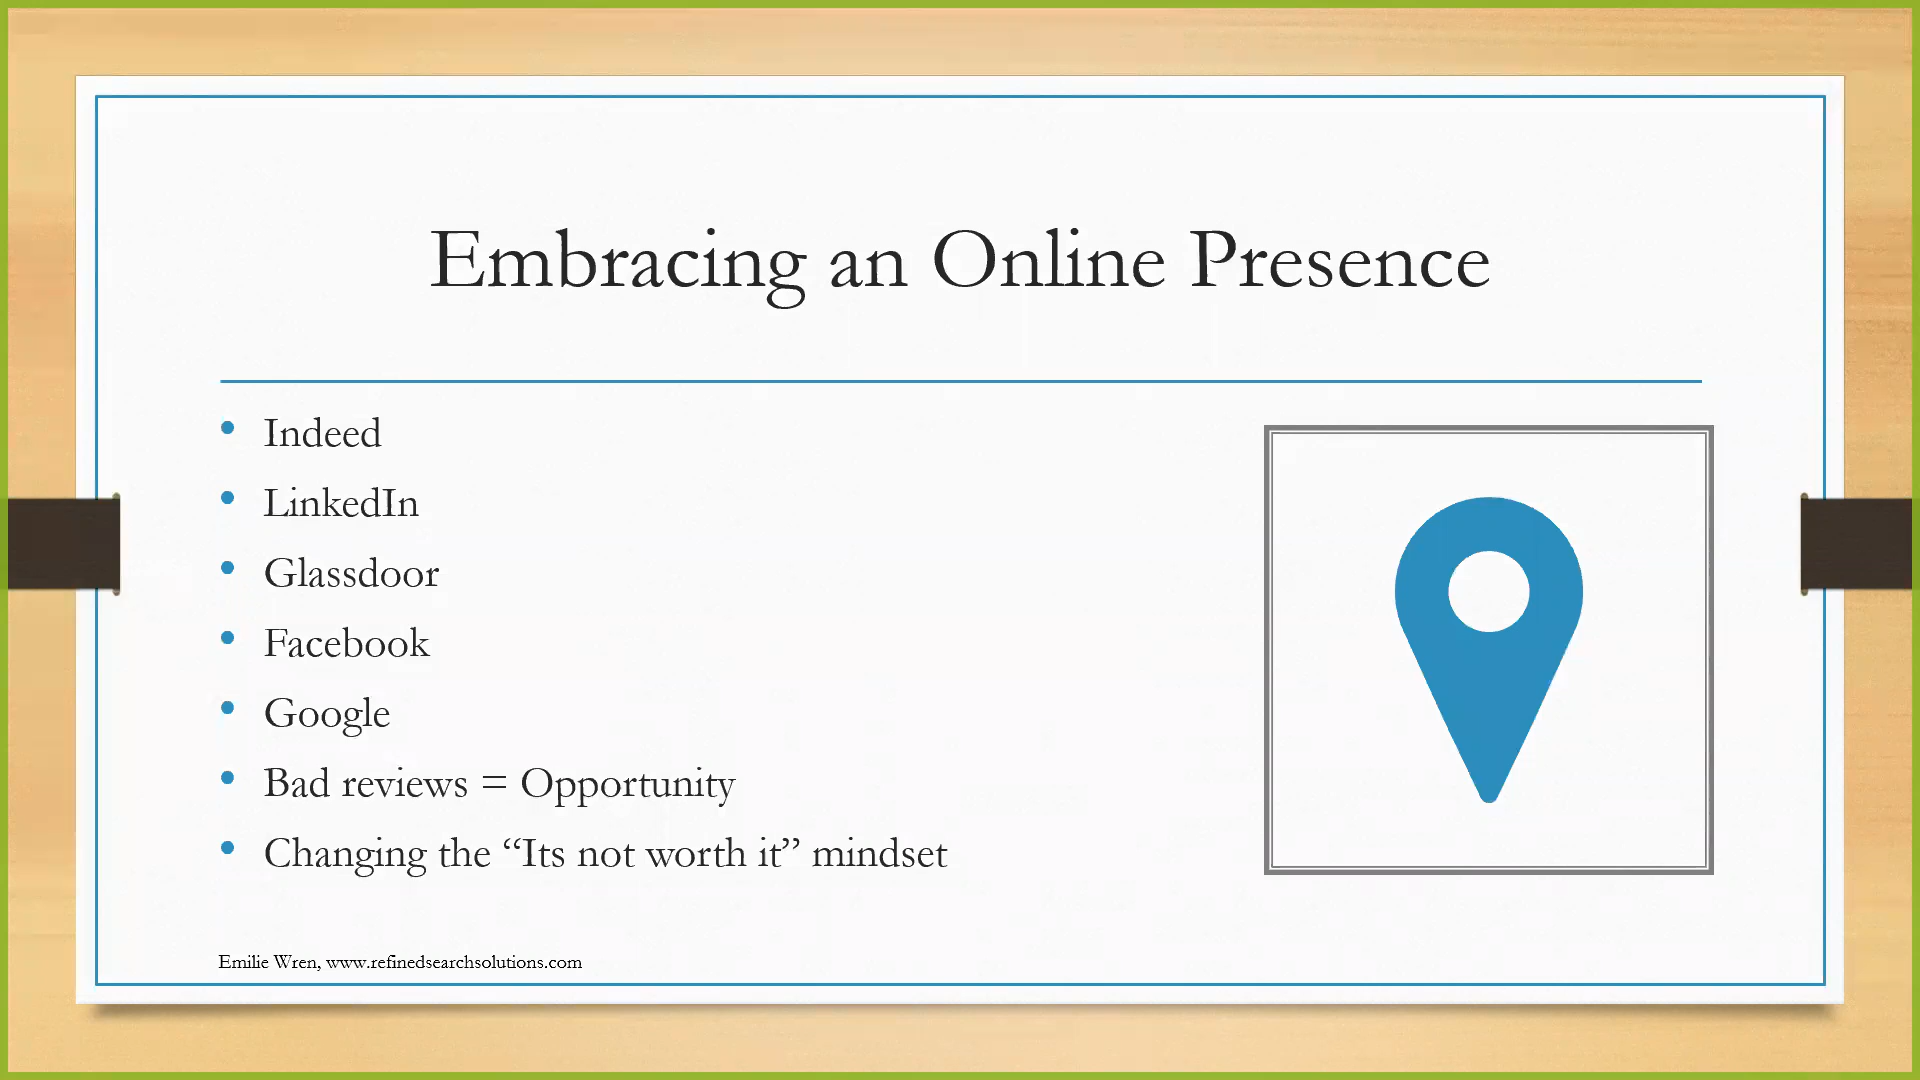 Embracing an Online Presence
• Indeed
• LinkedIn
• Glassdoor
• Facebook
• Google
• Bad reviews = Opportunity
• Changing the “Its not worth it” mindset
Emilie Wren, www.refinedsearchsolutions.com